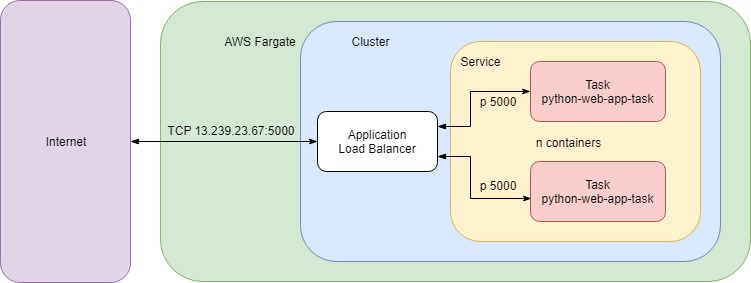 AWS Fargate
Cluster
Service
Task
python-web-app-task
p 5000
TCP 13.239.23.67:5000
Internet
Application
Load Balancer
n containers
p 5000
Task
python-web-app-task